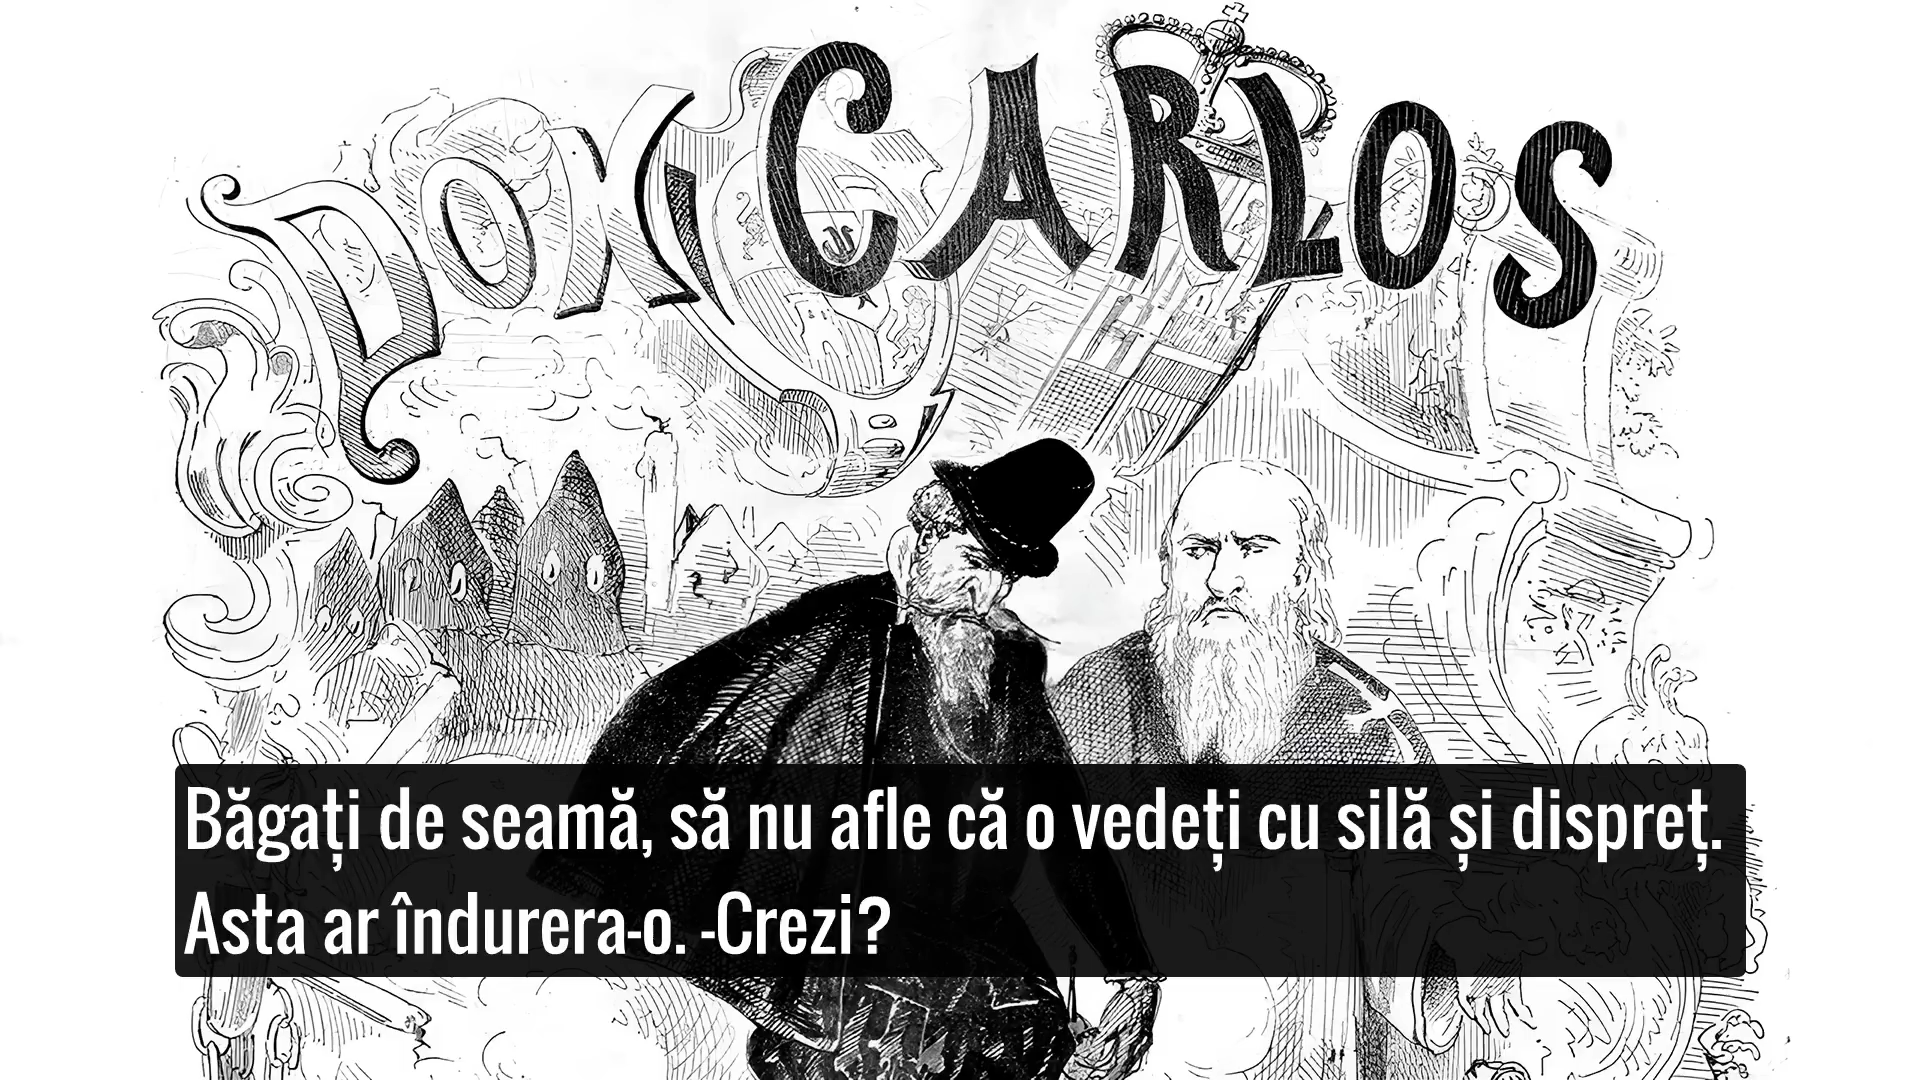 DON CARLOS
Băgați de seamă, să nu afle că o vedeți cu silă și dispreț.
Asta ar îndurera-o. -Crezi?